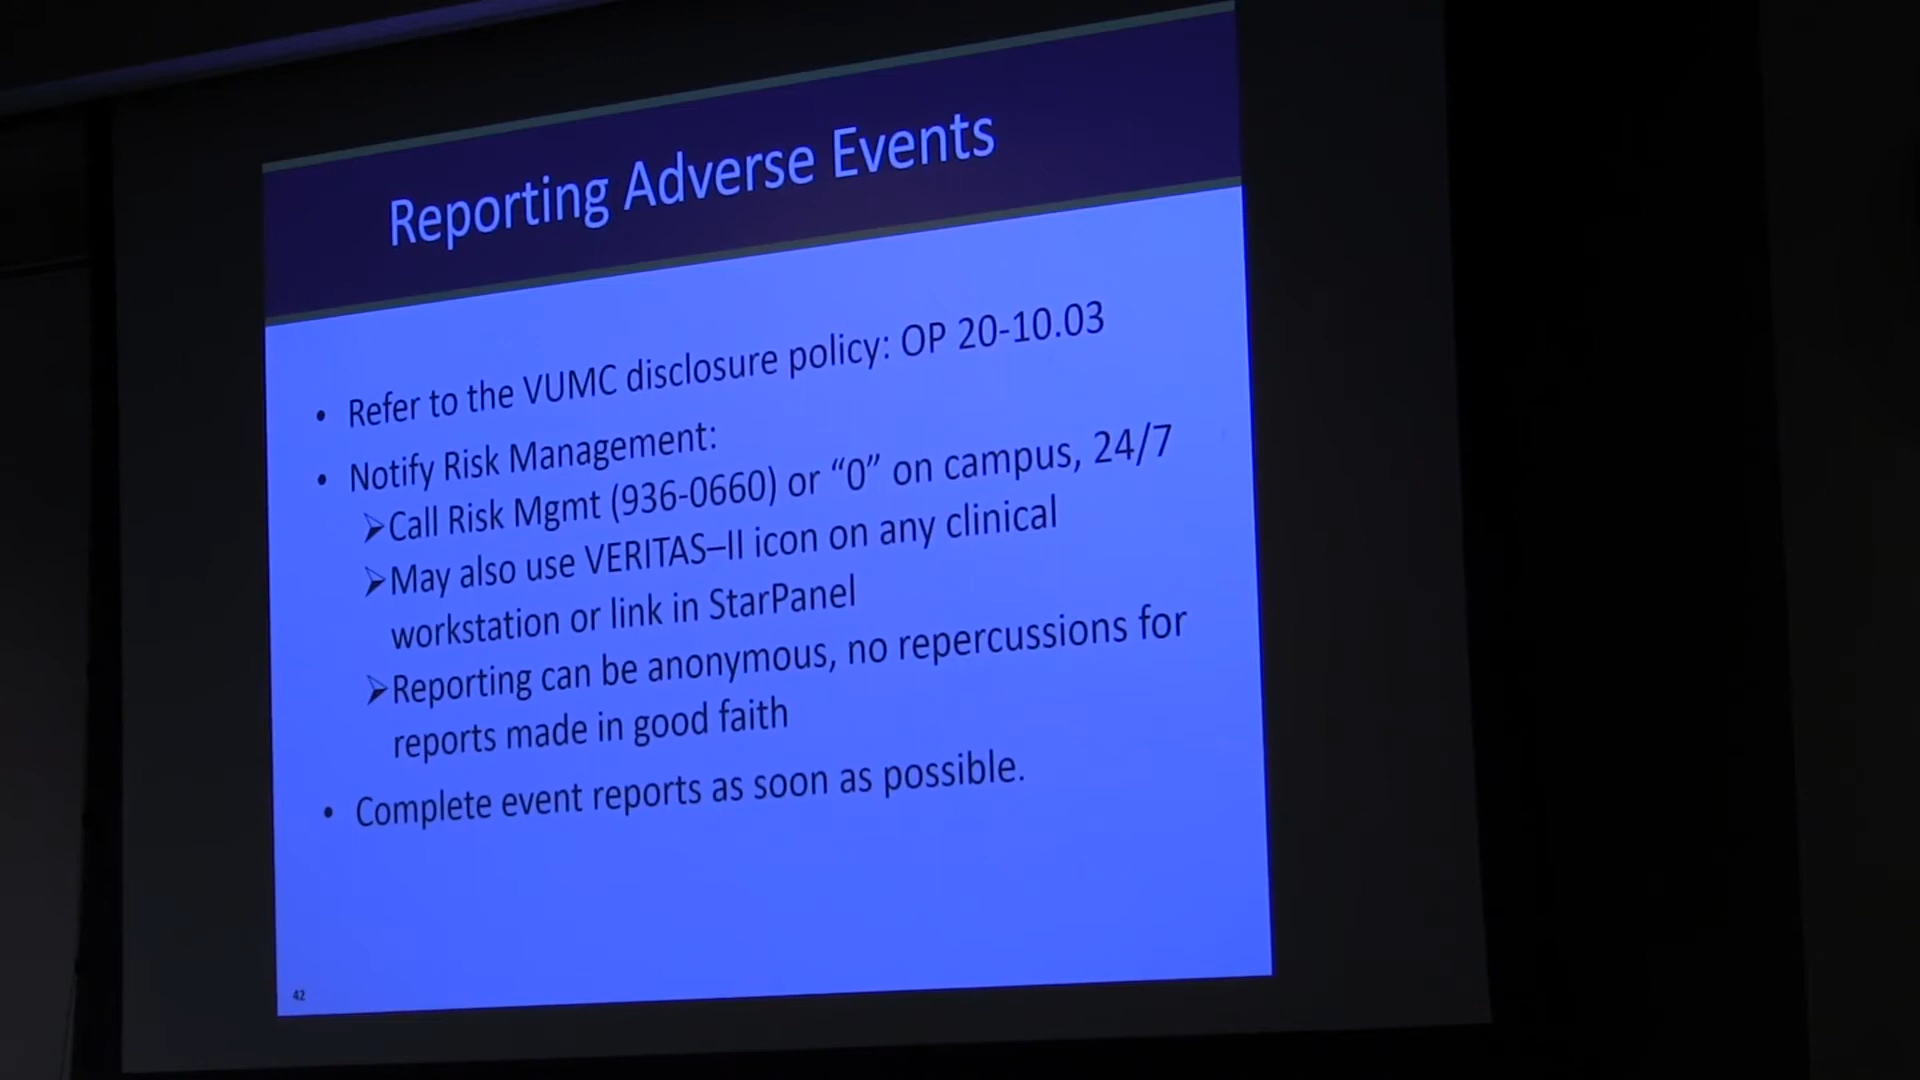 Reporting Adverse Events
• Refer to the VUMC disclosure policy: OP 20-10.03
• Notify Risk Management:
➢Call Risk Mgmt (936-0660) or “0” on campus, 24/7
➢May also use VERITAS–II icon on any clinical
workstation or link in StarPanel
➢Reporting can be anonymous, no repercussions for
reports made in good faith
• Complete event reports as soon as possible.
42